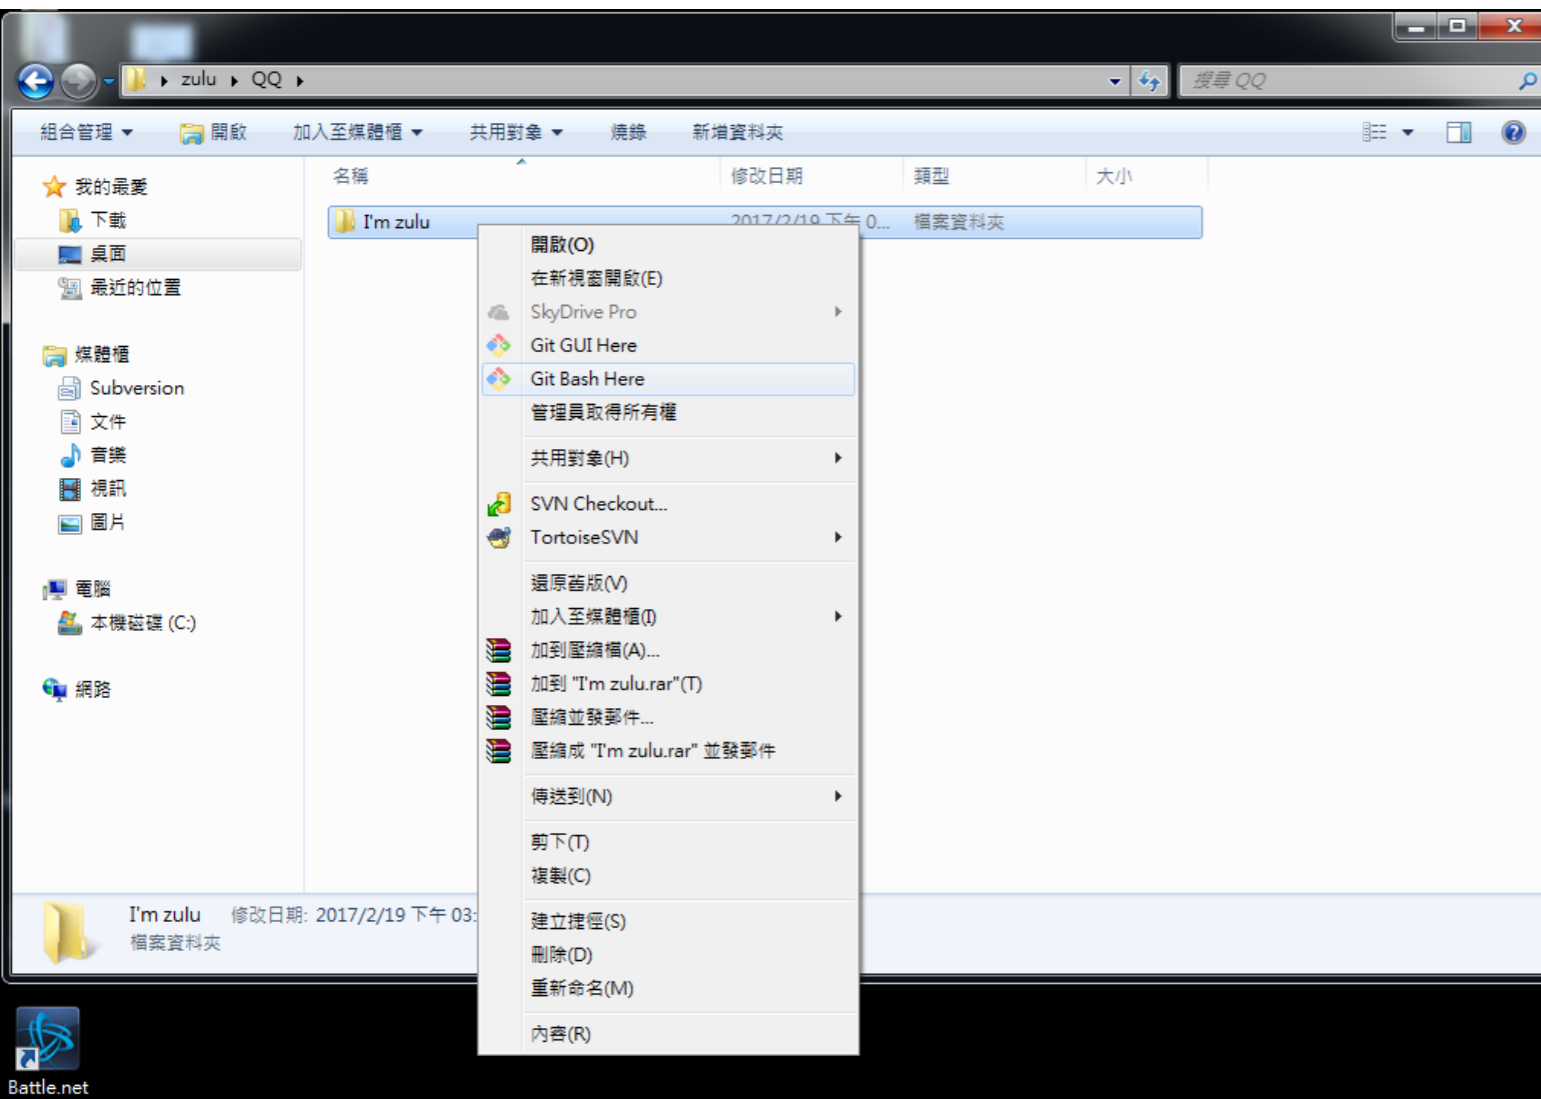 zulu QQ
搜尋 QQ
組合管理 開啟 加入至媒體櫃 共用對象 燒錄 新增資料夾
我的最愛
下載
桌面
最近的位置
媒體櫃
Subversion
文件
音樂
視訊
圖片
電腦
本機磁碟 (C:)
網路
名稱 修改日期 類型 大小
I'm zulu 2017/2/19 下午 0... 檔案資料夾
開啟(O)
在新視窗開啟(E)
SkyDrive Pro
Git GUI Here
Git Bash Here
管理員取得所有權
共用對象(H)
SVN Checkout...
TortoiseSVN
還原舊版(V)
加入至媒體櫃(I)
加到壓縮檔(A)...
加到 "I'm zulu.rar"(T)
壓縮並發郵件...
壓縮成 "I'm zulu.rar" 並發郵件
傳送到(N)
剪下(T)
複製(C)
建立捷徑(S)
刪除(D)
重新命名(M)
內容(R)
I'm zulu 修改日期: 2017/2/19 下午 03:
檔案資料夾
Battle.net